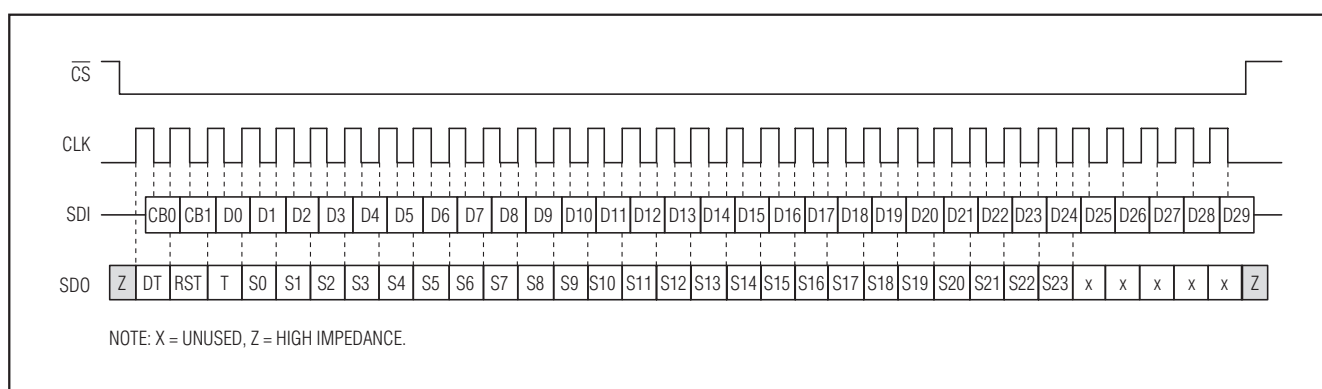 CS
CLK
SDI CB0 CB1 D0 D1 D2 D3 D4 D5 D6 D7 D8 D9 D10 D11 D12 D13 D14 D15 D16 D17 D18 D19 D20 D21 D22 D23 D24 D25 D26 D27 D28 D29
SDO Z DT RST T S0 S1 S2 S3 S4 S5 S6 S7 S8 S9 S10 S11 S12 S13 S14 S15 S16 S17 S18 S19 S20 S21 S22 S23 x x x x x Z
NOTE: X = UNUSED, Z = HIGH IMPEDANCE.